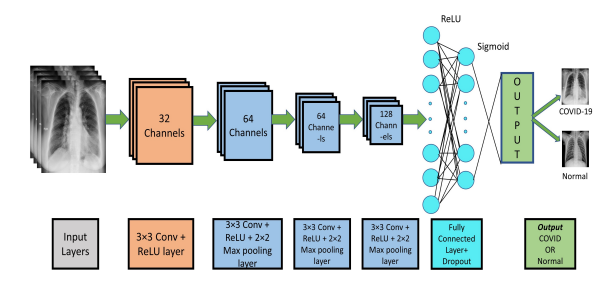 ReLU
Sigmoid
32
Channels
64
Channels
64
Channe
-ls
128
Chann
-els
O
U
T
P
U
T
COVID-19
Normal
Input
Layers
3×3 Conv +
ReLU layer
3×3 Conv +
ReLU + 2×2
Max pooling
layer
3×3 Conv +
ReLU + 2×2
Max pooling
layer
3×3 Conv +
ReLU + 2×2
Max pooling
layer
Fully
Connected
Layer+
Dropout
Output
COVID
OR
Normal